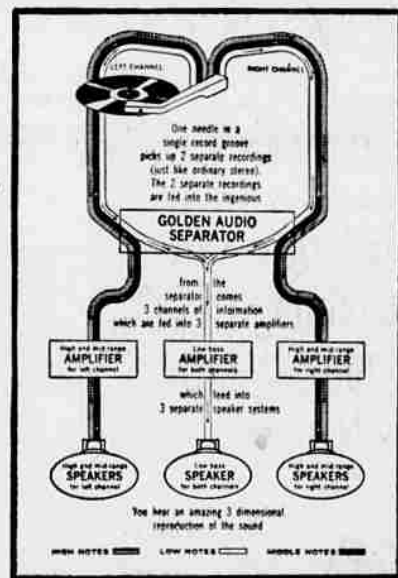 LEFT CHANNEL
RIGHT CHANNEL
One needle in a
single record groove
picks up 2 separate recordings
(just like ordinary stereo).
The 2 separate recordings
are fed into the ingenious
GOLDEN AUDIO
SEPARATOR
from the
separator comes
3 channels of information
which are fed into 3 separate amplifiers
High and mid range
AMPLIFIER
for left channel
Low bass
AMPLIFIER
for both channels
High and mid range
AMPLIFIER
for right channel
which feed into
3 separate speaker systems
High and mid range
SPEAKERS
for left channel
Low bass
SPEAKER
for both channels
High and mid range
SPEAKERS
for right channel
You hear an amazing 3 dimensional
reproduction of the sound
HIGH NOTES
LOW NOTES
MIDDLE NOTES